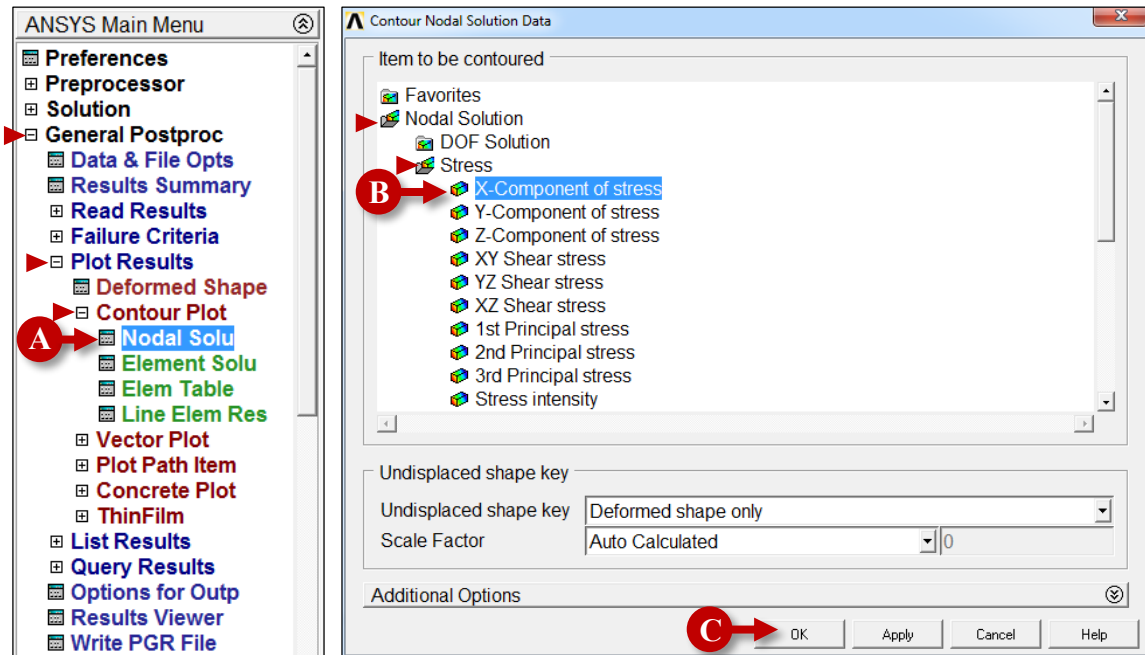 ANSYS Main Menu
Preferences
Preprocessor
Solution
General Postproc
Data & File Opts
Results Summary
Read Results
Failure Criteria
Plot Results
Deformed Shape
Contour Plot
A
Nodal Solu
Element Solu
Elem Table
Line Elem Res
Vector Plot
Plot Path Item
Concrete Plot
ThinFilm
List Results
Query Results
Options for Outp
Results Viewer
Write PGR File
Contour Nodal Solution Data
Item to be contoured
Favorites
Nodal Solution
DOF Solution
Stress
B
X-Component of stress
Y-Component of stress
Z-Component of stress
XY Shear stress
YZ Shear stress
XZ Shear stress
1st Principal stress
2nd Principal stress
3rd Principal stress
Stress intensity
Undisplaced shape key
Undisplaced shape key Deformed shape only
Scale Factor Auto Calculated 0
Additional Options
C
OK Apply Cancel Help